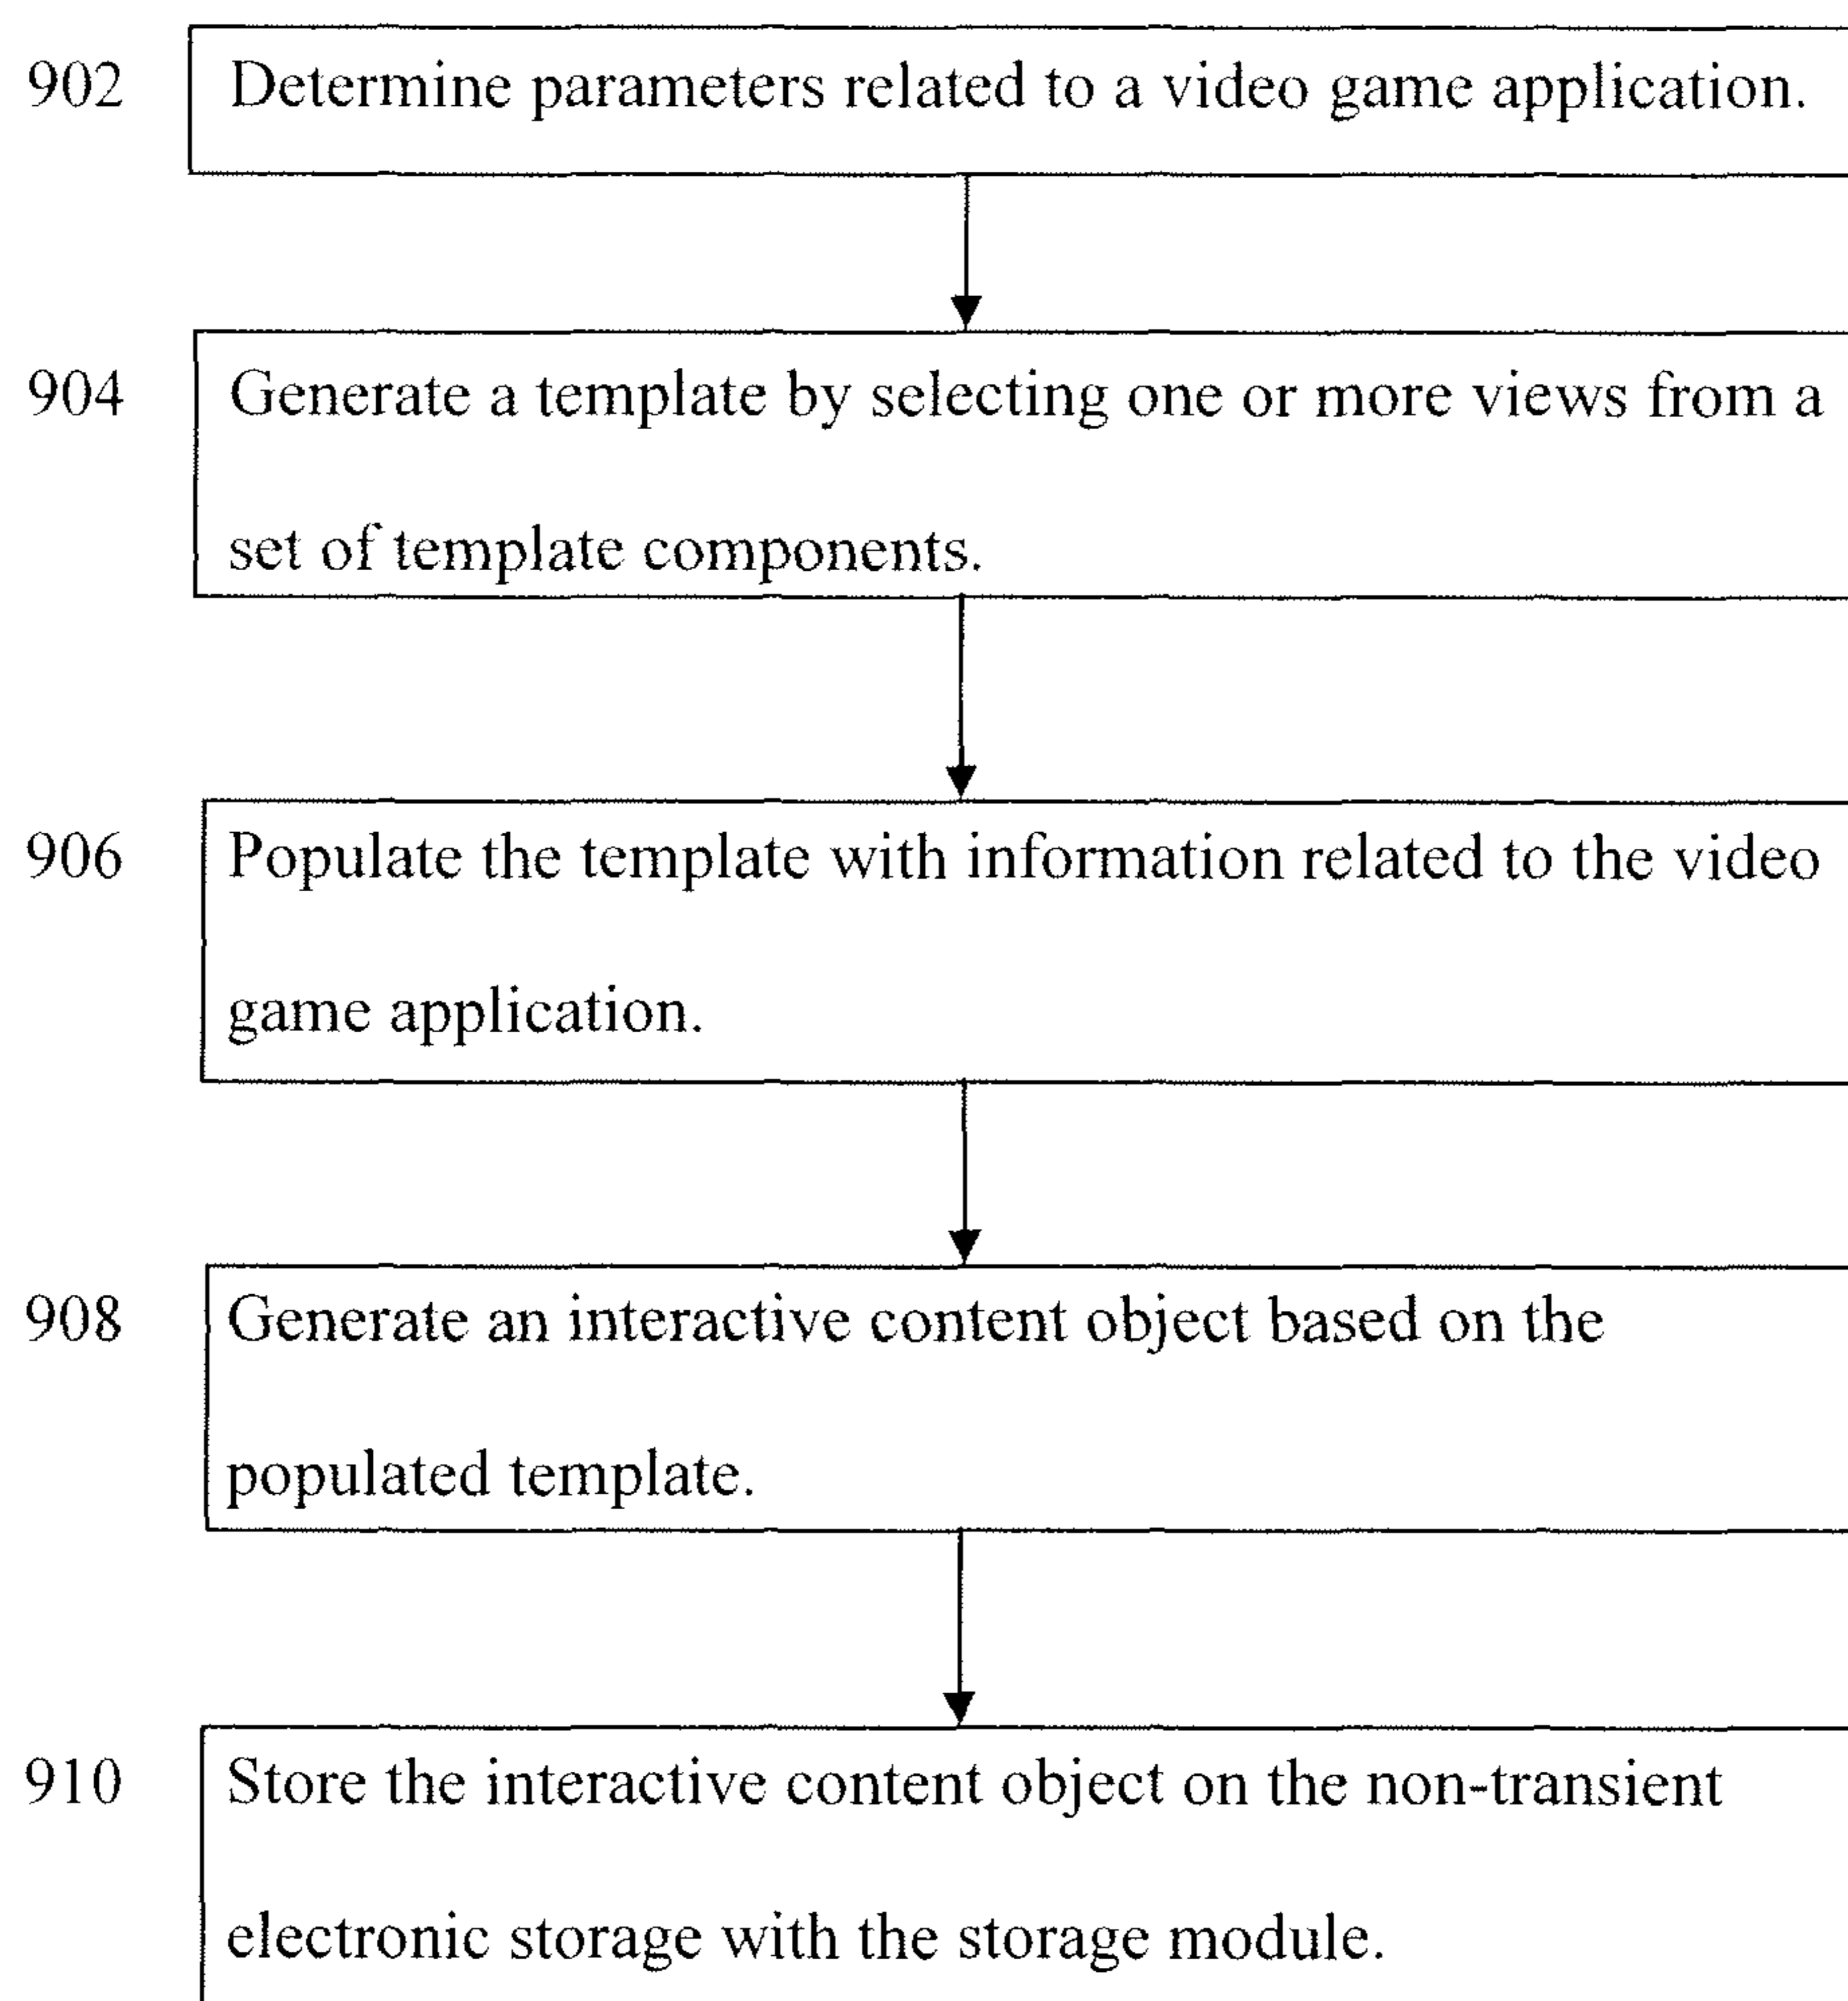 902 Determine parameters related to a video game application.
904 Generate a template by selecting one or more views from a
set of template components.
906 Populate the template with information related to the video
game application.
908 Generate an interactive content object based on the
populated template.
910 Store the interactive content object on the non-transient
electronic storage with the storage module.